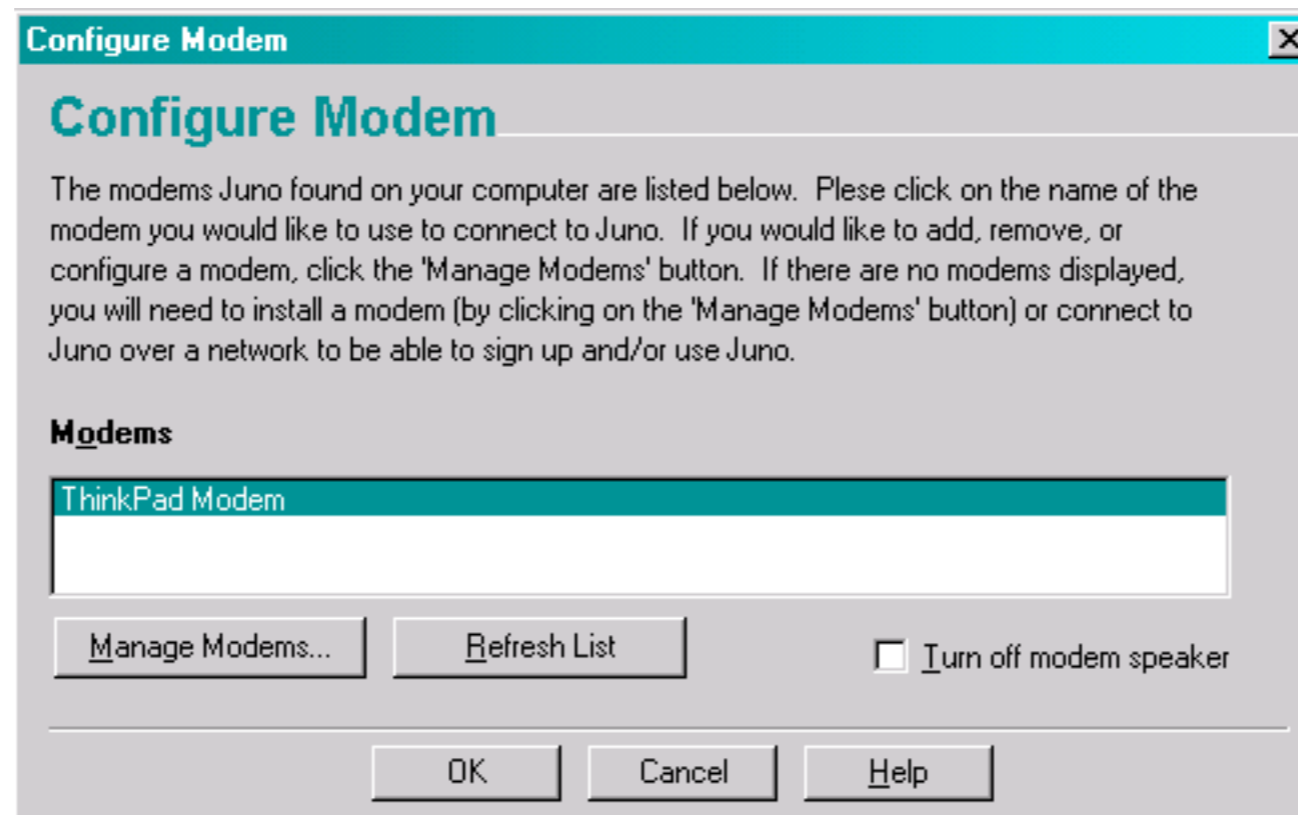 Configure Modem
Configure Modem
The modems Juno found on your computer are listed below.  Plese click on the name of the
modem you would like to use to connect to Juno.  If you would like to add, remove, or
configure a modem, click the 'Manage Modems' button.  If there are no modems displayed,
you will need to install a modem (by clicking on the 'Manage Modems' button) or connect to
Juno over a network to be able to sign up and/or use Juno.
Modems
ThinkPad Modem
Manage Modems...
Refresh List
Turn off modem speaker
OK
Cancel
Help